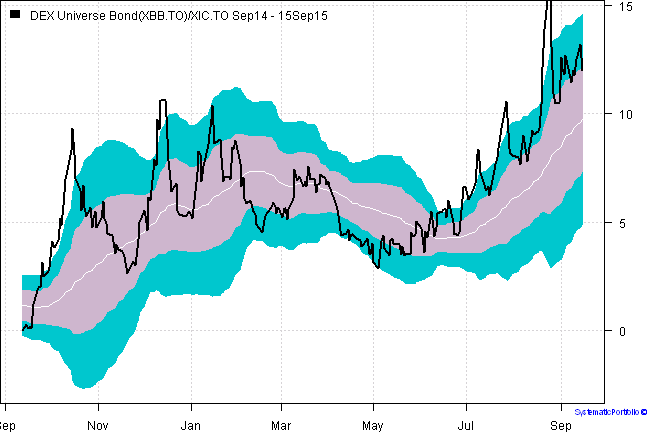 DEX Universe Bond(XBB.TO)/XIC.TO Sep14 - 15Sep15
15
10
5
0
Sep Nov Jan Mar May Jul Sep
SystematicPortfolio ©